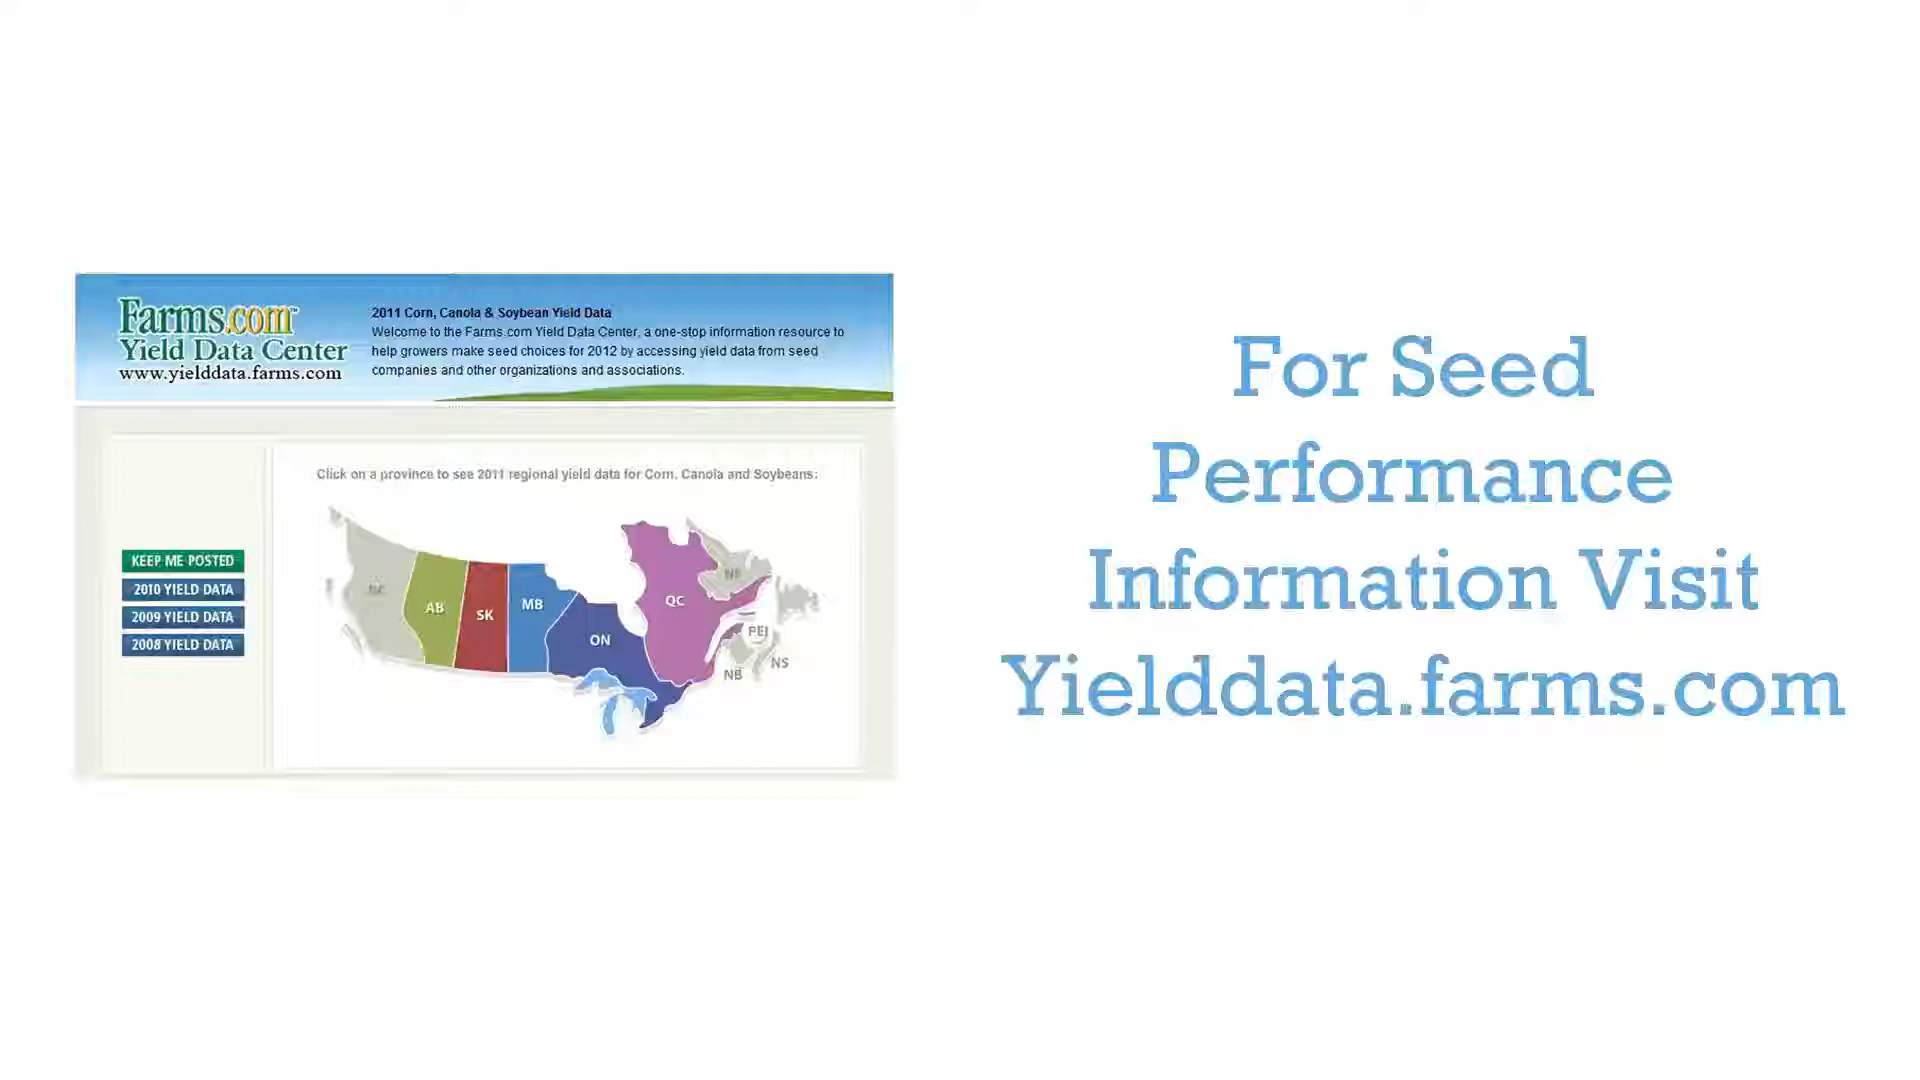 Farms.com
Yield Data Center
www.yielddata.farms.com
2011 Corn, Canola & Soybean Yield Data
Welcome to the Farms.com Yield Data Center, a one-stop information resource to
help growers make seed choices for 2012 by accessing yield data from seed
companies and other organizations and associations.
Click on a province to see 2011 regional yield data for Corn, Canola and Soybeans:
KEEP ME POSTED
2010 YIELD DATA
2009 YIELD DATA
2008 YIELD DATA
BC
AB
SK
MB
ON
QC
PEI
NB
NS
For Seed
Performance
Information Visit
Yielddata.farms.com